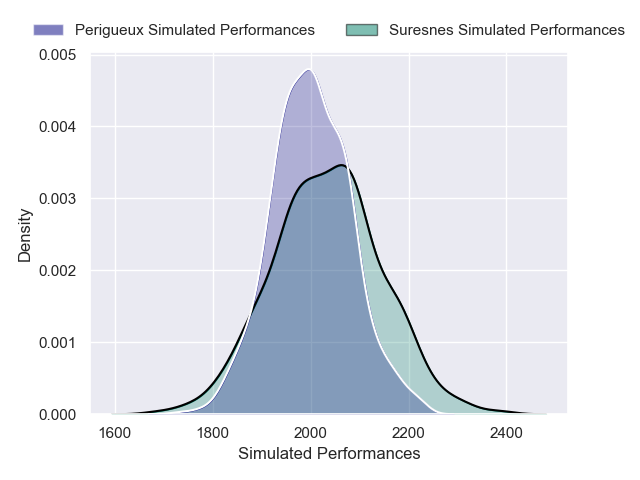 Perigueux Simulated Performances
Suresnes Simulated Performances
0.005
0.004
0.003
0.002
0.001
0.000
Density
1600
1800
2000
2200
2400
Simulated Performances